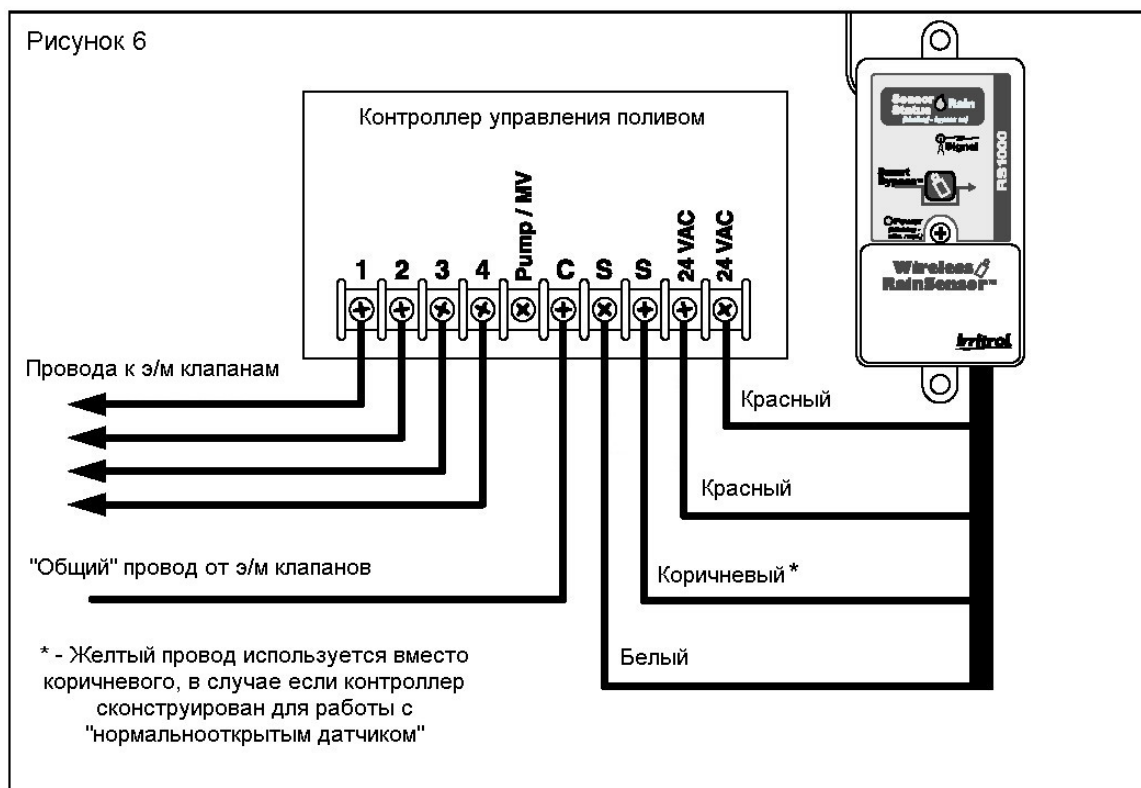 Рисунок 6
Контроллер управления поливом
1
2
3
4
Pump / MV
C
S
S
24 VAC
24 VAC
Sensor Rain
Status
Signal
Smart
Bypass™
Power
RS1000
Wireless
RainSensor™
irritrol
Провода к э/м клапанам
Красный
Красный
"Общий" провод от э/м клапанов
Коричневый *
Белый
* - Желтый провод используется вместо
коричневого, в случае если контроллер
сконструирован для работы с
"нормальнооткрытым датчиком"